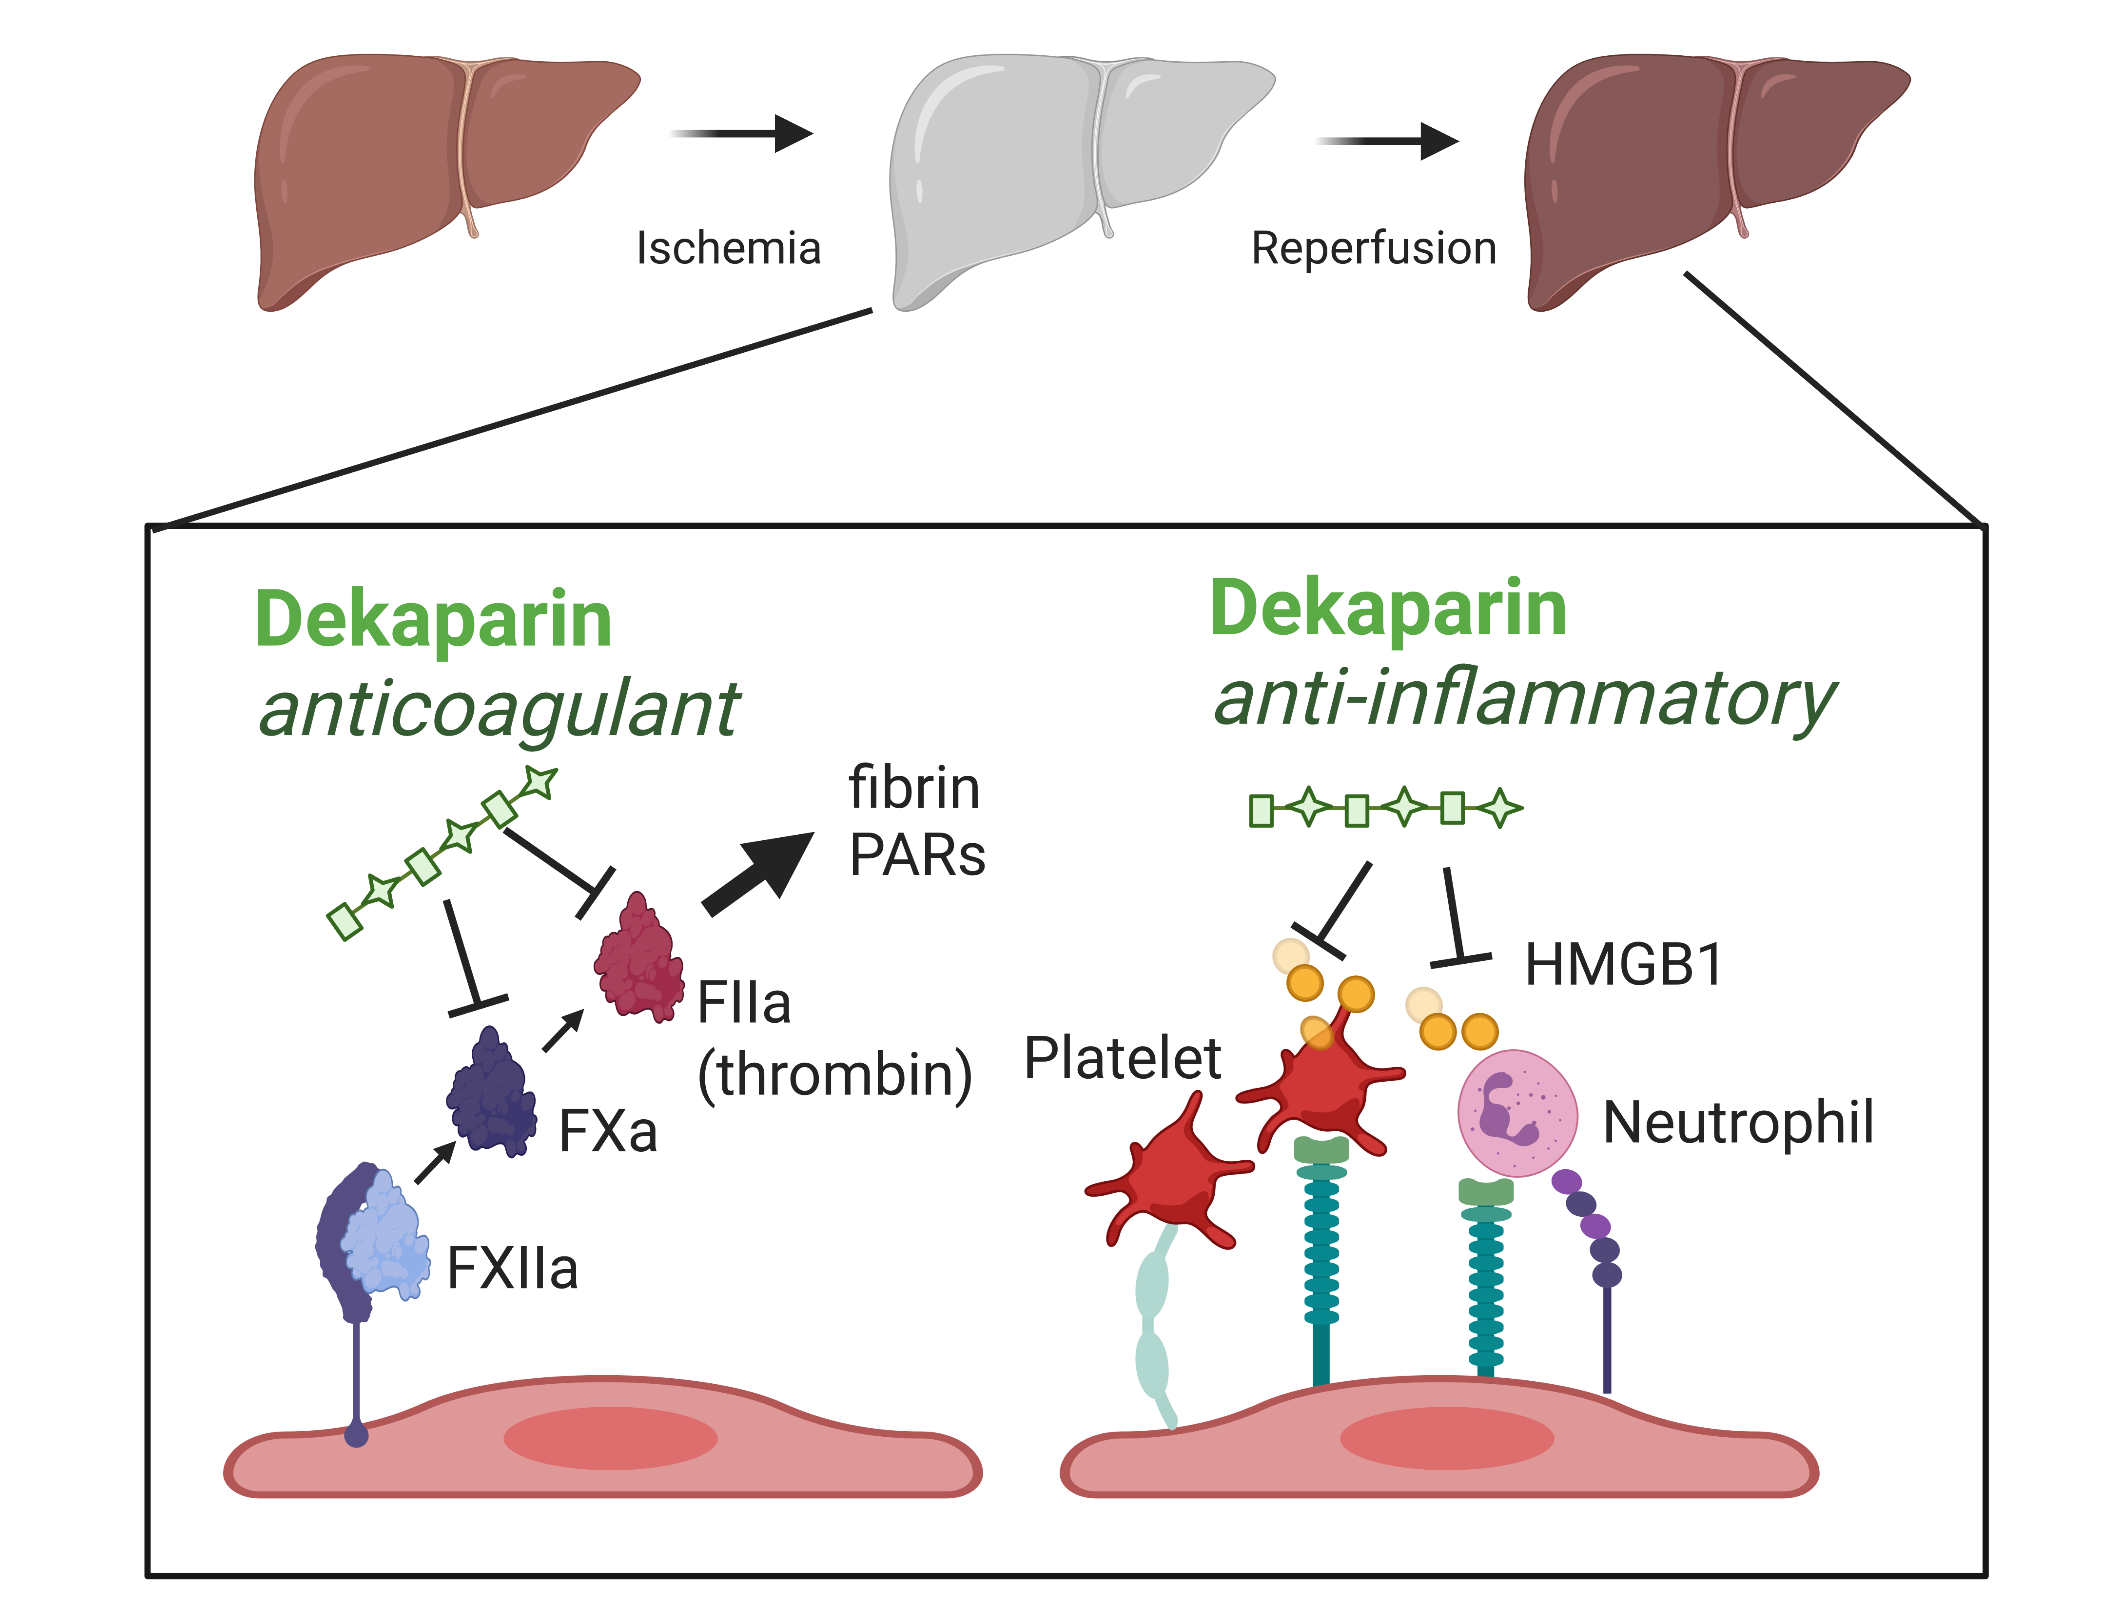 Ischemia
Reperfusion
Dekaparin
anticoagulant
fibrin
PARs
FIIa
(thrombin)
FXa
FXIIa
Dekaparin
anti-inflammatory
HMGB1
Platelet
Neutrophil